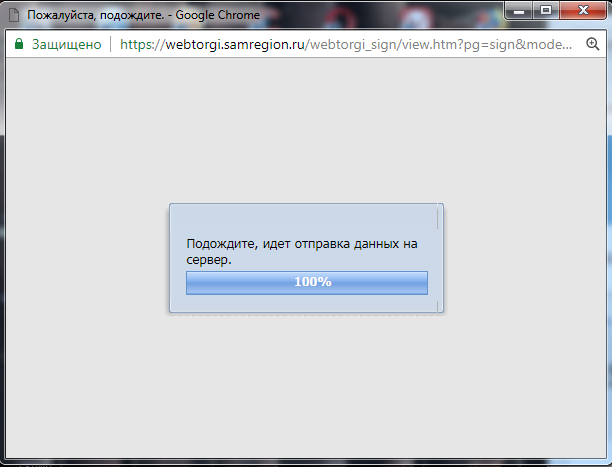 Пожалуйста, подождите. - Google Chrome
Защищено https://webtorgi.samregion.ru/webtorgi_sign/view.htm?pg=sign&mode...
Подождите, идет отправка данных на
сервер.
100%